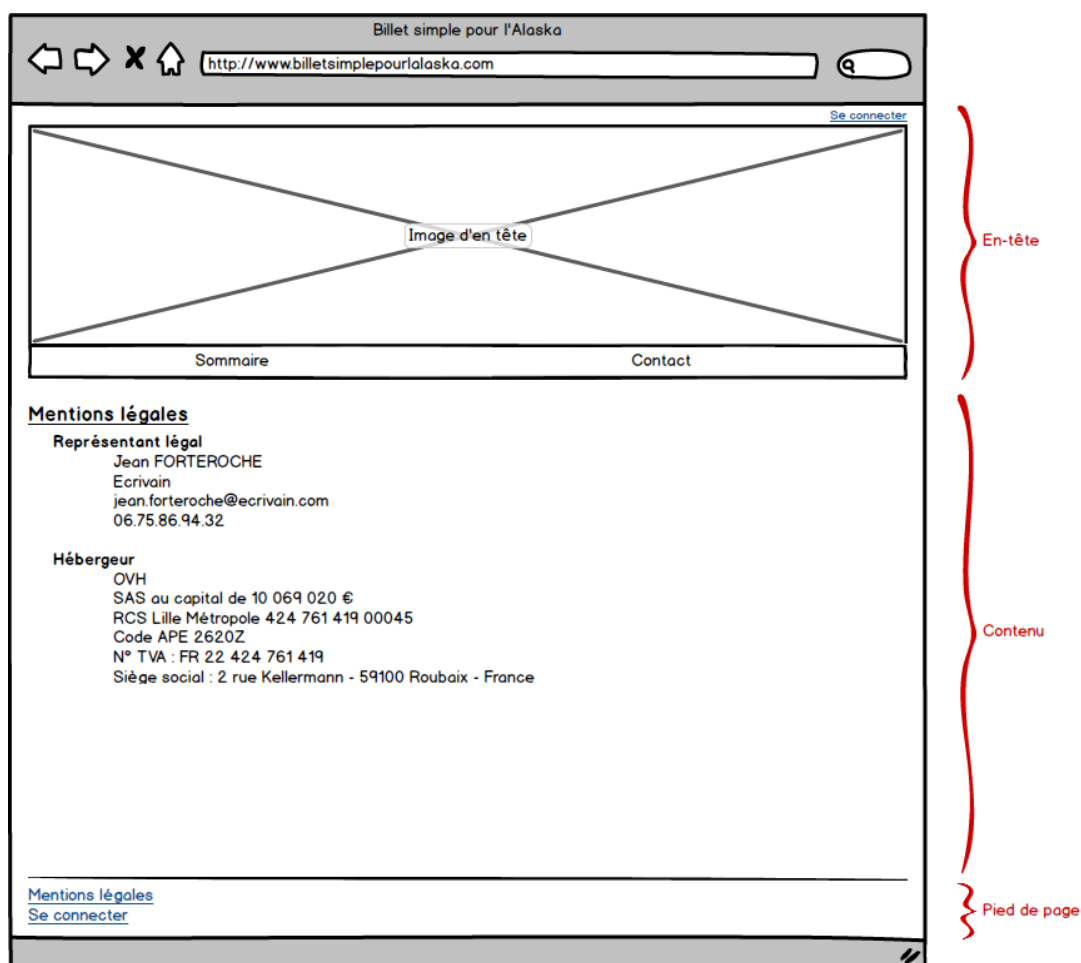 Billet simple pour l'Alaska
http://www.billetsimplepourlalaska.com
Se connecter
Image d'en tête
En-tête
Sommaire
Contact
Mentions légales
Représentant légal
Jean FORTEROCHE
Ecrivain
jean.forteroche@ecrivain.com
06.75.86.94.32
Hébergeur
OVH
SAS au capital de 10 069 020 €
RCS Lille Métropole 424 761 419 00045
Code APE 2620Z
N° TVA : FR 22 424 761 419
Siège social : 2 rue Kellermann - 59100 Roubaix - France
Contenu
Mentions légales
Se connecter
Pied de page